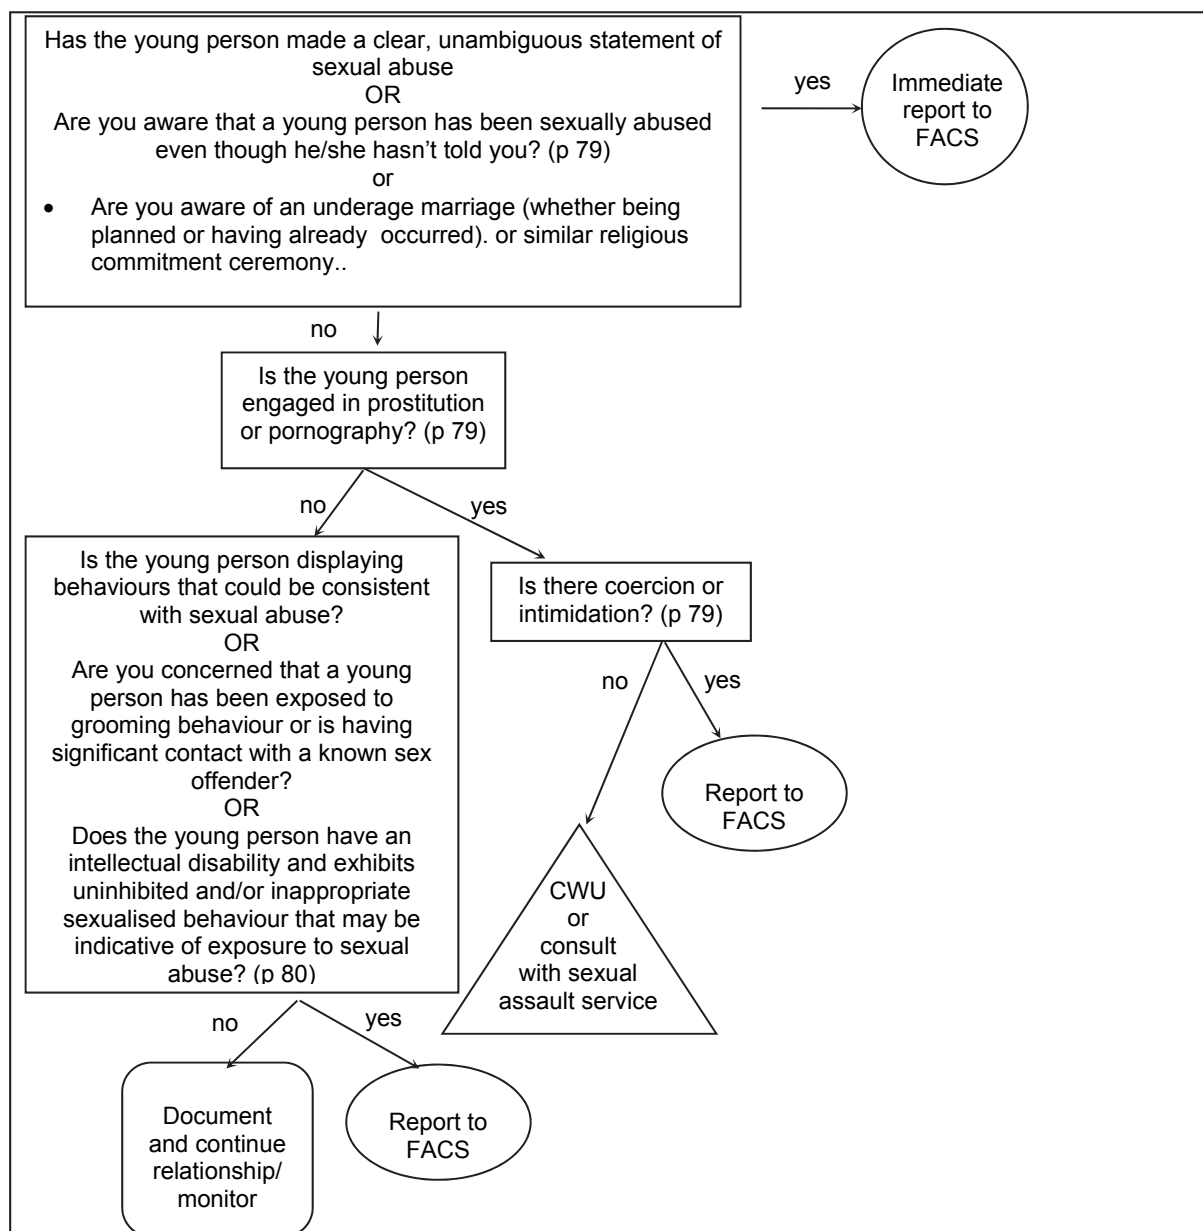 Has the young person made a clear, unambiguous statement of
sexual abuse
OR
Are you aware that a young person has been sexually abused
even though he/she hasn't told you? (p 79)
or
• Are you aware of an underage marriage (whether being
planned or having already occurred). or similar religious
commitment ceremony..
yes
Immediate
report to
FACS
no
Is the young person
engaged in prostitution
or pornography? (p 79)
no
yes
Is the young person displaying
behaviours that could be consistent
with sexual abuse?
OR
Are you concerned that a young
person has been exposed to
grooming behaviour or is having
significant contact with a known sex
offender?
OR
Does the young person have an
intellectual disability and exhibits
uninhibited and/or inappropriate
sexualised behaviour that may be
indicative of exposure to sexual
abuse? (p 80)
Is there coercion or
intimidation? (p 79)
no
yes
Report to
FACS
CWU
or
consult
with sexual
assault service
no
yes
Document
and continue
relationship/
monitor
Report to
FACS